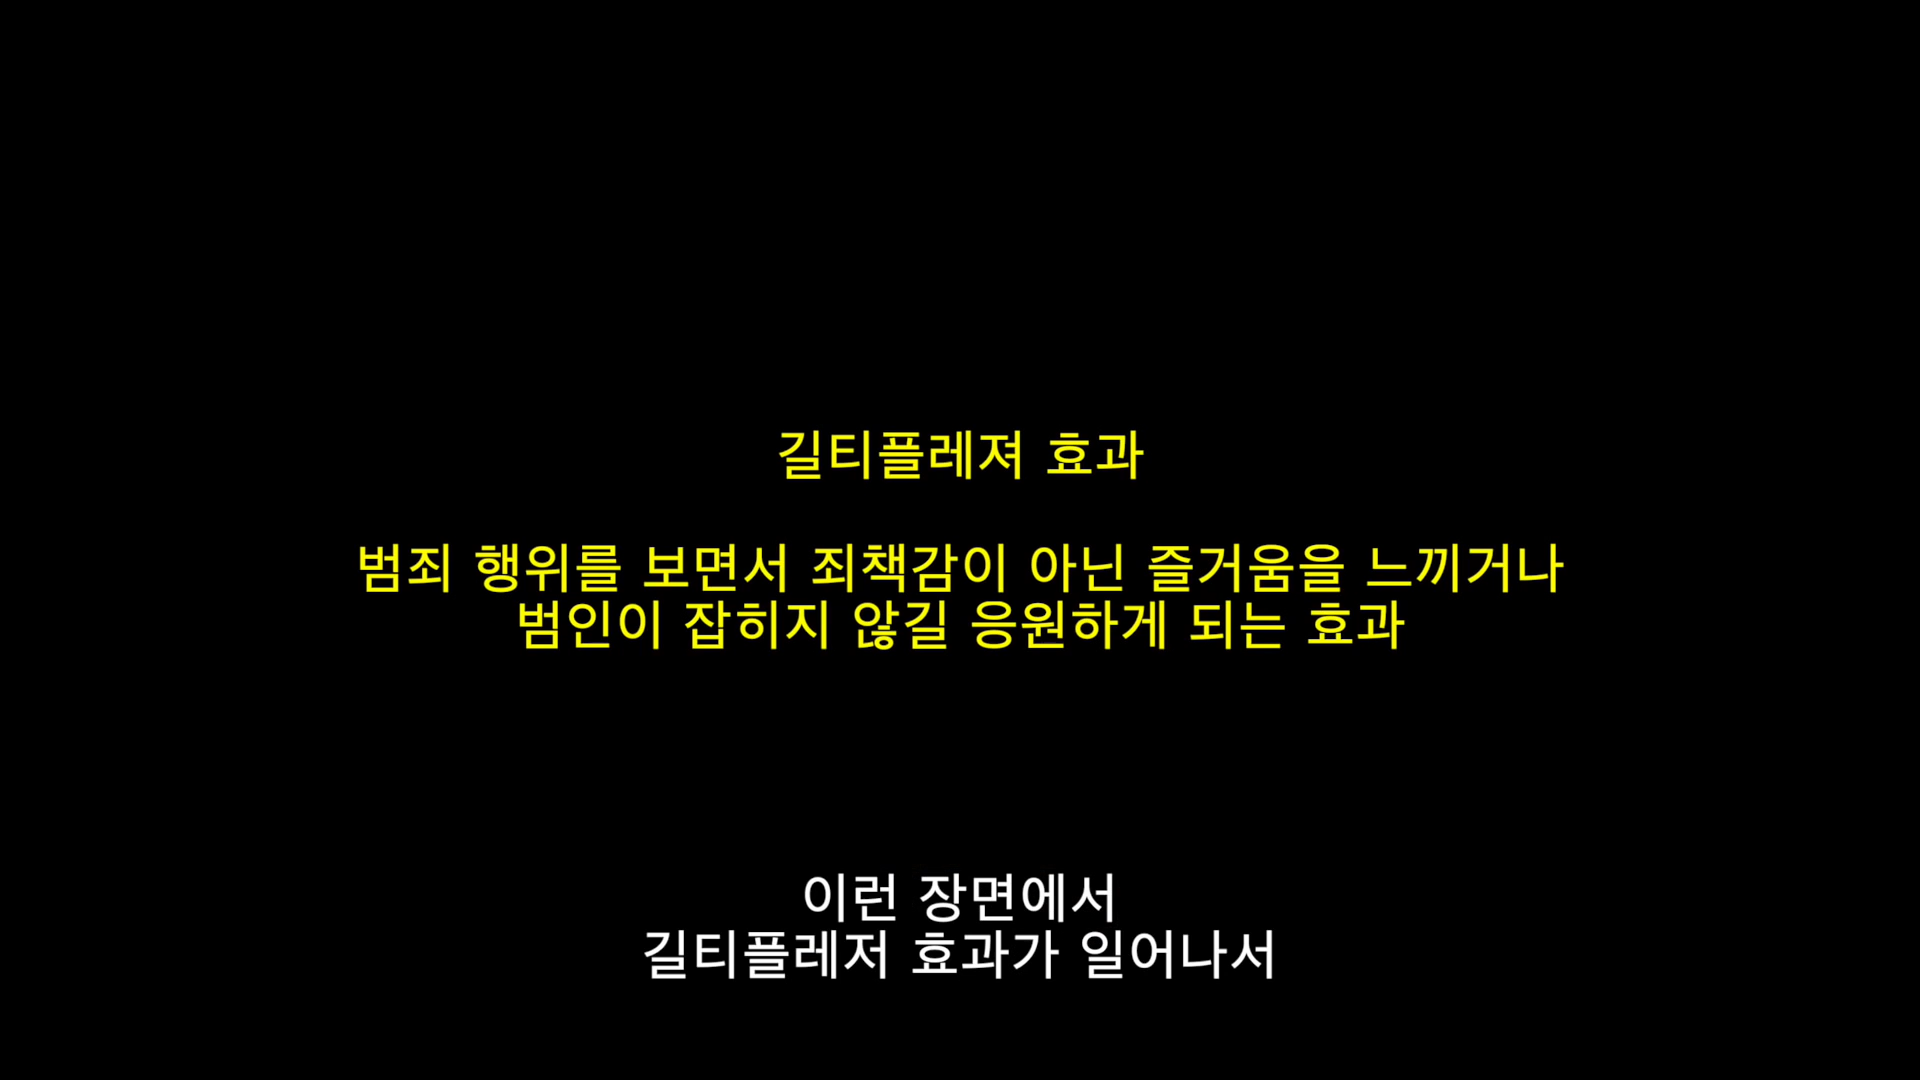 길티플레져 효과
범죄 행위를 보면서 죄책감이 아닌 즐거움을 느끼거나
범인이 잡히지 않길 응원하게 되는 효과
이런 장면에서
길티플레저 효과가 일어나서